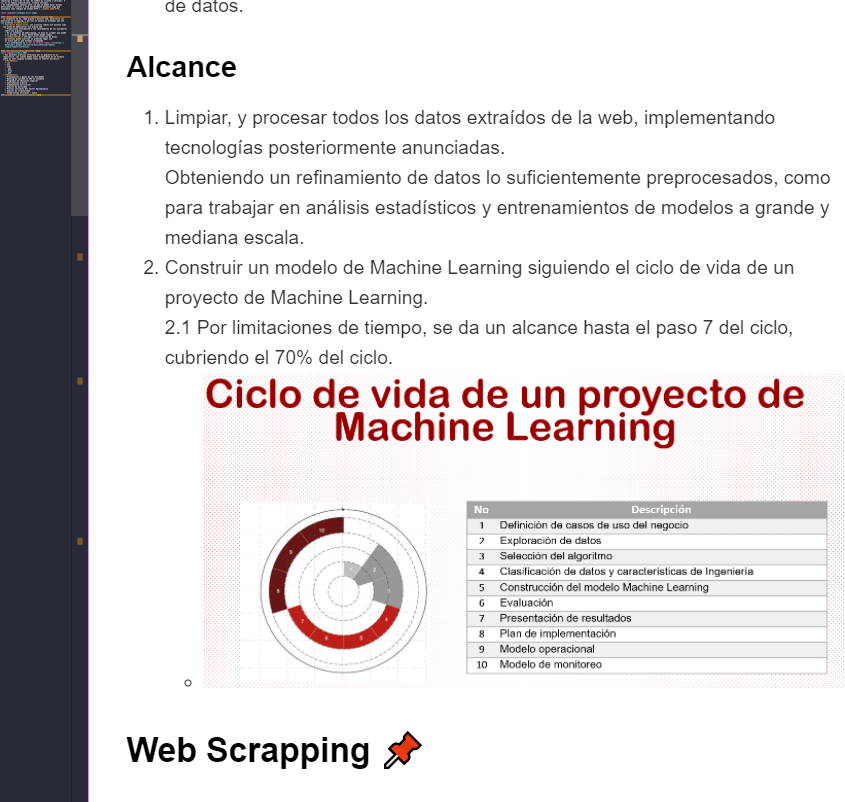 de datos.
Alcance
1. Limpiar, y procesar todos los datos extraídos de la web, implementando
tecnologías posteriormente anunciadas.
Obteniendo un refinamiento de datos lo suficientemente preprocesados, como
para trabajar en análisis estadísticos y entrenamientos de modelos a grande y
mediana escala.
2. Construir un modelo de Machine Learning siguiendo el ciclo de vida de un
proyecto de Machine Learning.
2.1 Por limitaciones de tiempo, se da un alcance hasta el paso 7 del ciclo,
cubriendo el 70% del ciclo.
Ciclo de vida de un proyecto de
Machine Learning
10
9
8
7
6
5
4
3
2
1
No Descripción
1 Definición de casos de uso del negocio
2 Exploración de datos
3 Selección del algoritmo
4 Clasificación de datos y características de Ingeniería
5 Construcción del modelo Machine Learning
6 Evaluación
7 Presentación de resultados
8 Plan de implementación
9 Modelo operacional
10 Modelo de monitoreo
Web Scrapping